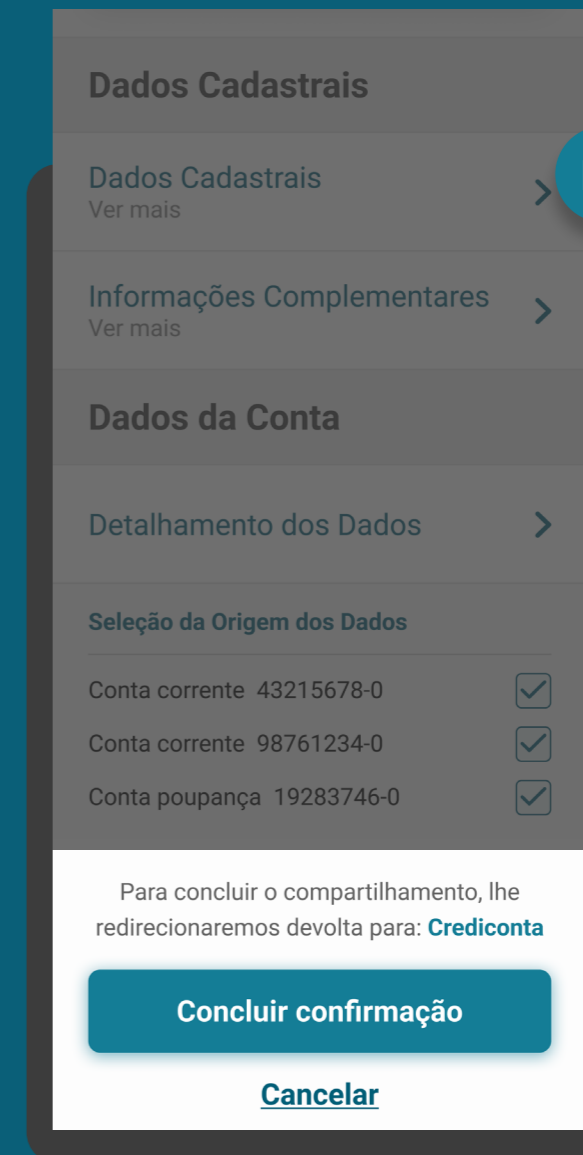 Dados Cadastrais
Dados Cadastrais
Ver mais
Informações Complementares
Ver mais
Dados da Conta
Detalhamento dos Dados
Seleção da Origem dos Dados
Conta corrente 43215678-0
Conta corrente 98761234-0
Conta poupança 19283746-0
Para concluir o compartilhamento, lhe
redirecionaremos devolta para: Crediconta
Concluir confirmação
Cancelar